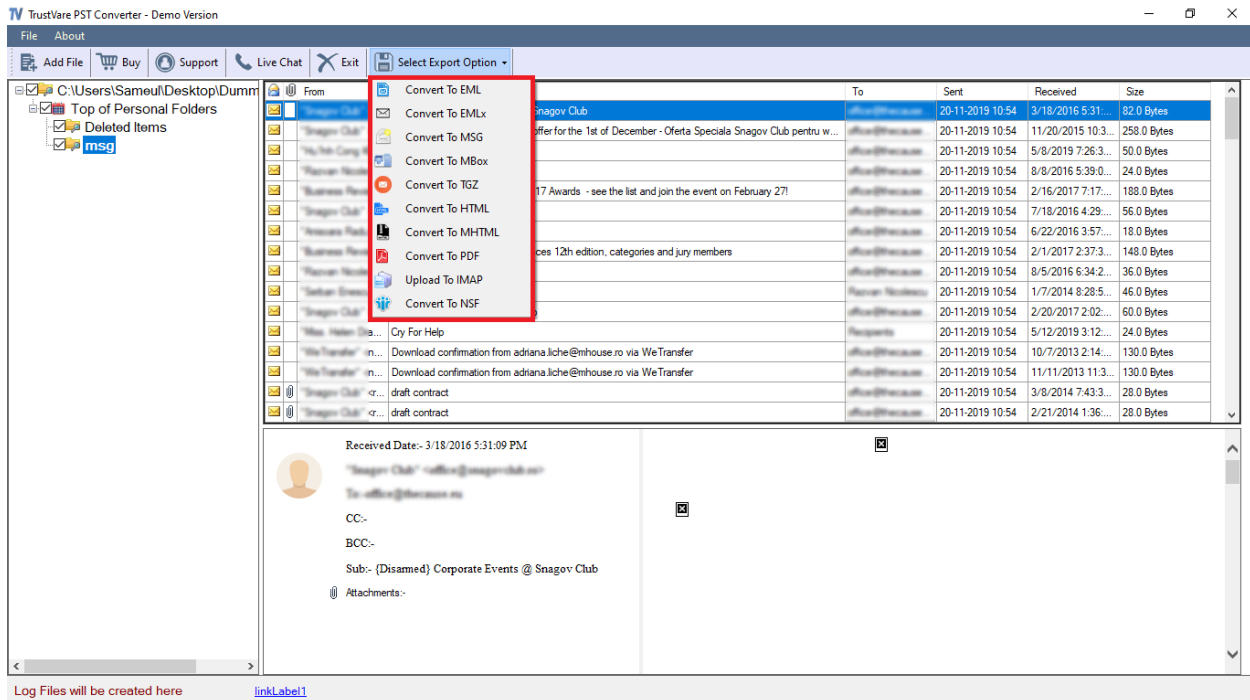 TrustVare PST Converter - Demo Version
File About
Add File Buy Support Live Chat Exit Select Export Option
C:\Users\Sameul\Desktop\Dumm
Top of Personal Folders
Deleted Items
msg
Convert To EML
Convert To EMLx
Convert To MSG
Convert To MBox
Convert To TGZ
Convert To HTML
Convert To MHTML
Convert To PDF
Upload To IMAP
Convert To NSF
From To Sent Received Size
Snagov Club 20-11-2019 10:54 3/18/2016 5:31:... 82.0 Bytes
offer for the 1st of December - Oferta Speciala Snagov Club pentru w... 20-11-2019 10:54 11/20/2015 10:3... 258.0 Bytes
20-11-2019 10:54 5/8/2019 7:26:3... 50.0 Bytes
20-11-2019 10:54 8/8/2016 5:39:0... 24.0 Bytes
17 Awards - see the list and join the event on February 27! 20-11-2019 10:54 2/16/2017 7:17:... 188.0 Bytes
20-11-2019 10:54 7/18/2016 4:29:... 56.0 Bytes
20-11-2019 10:54 6/22/2016 3:57:... 18.0 Bytes
ces 12th edition, categories and jury members 20-11-2019 10:54 2/1/2017 2:37:3... 148.0 Bytes
20-11-2019 10:54 8/5/2016 6:34:2... 36.0 Bytes
20-11-2019 10:54 1/7/2014 8:28:5... 46.0 Bytes
20-11-2019 10:54 2/20/2017 2:02:... 60.0 Bytes
Cry For Help 20-11-2019 10:54 5/12/2019 3:12:... 24.0 Bytes
Download confirmation from adriana.liche@mhouse.ro via WeTransfer 20-11-2019 10:54 10/7/2013 2:14:... 130.0 Bytes
Download confirmation from adriana.liche@mhouse.ro via WeTransfer 20-11-2019 10:54 11/11/2013 11:3... 130.0 Bytes
draft contract 20-11-2019 10:54 3/8/2014 7:43:3... 28.0 Bytes
draft contract 20-11-2019 10:54 2/21/2014 1:36:... 28.0 Bytes
Received Date:- 3/18/2016 5:31:09 PM
CC:-
BCC:-
Sub:- {Disarmed} Corporate Events @ Snagov Club
Attachments:-
Log Files will be created here linkLabel1